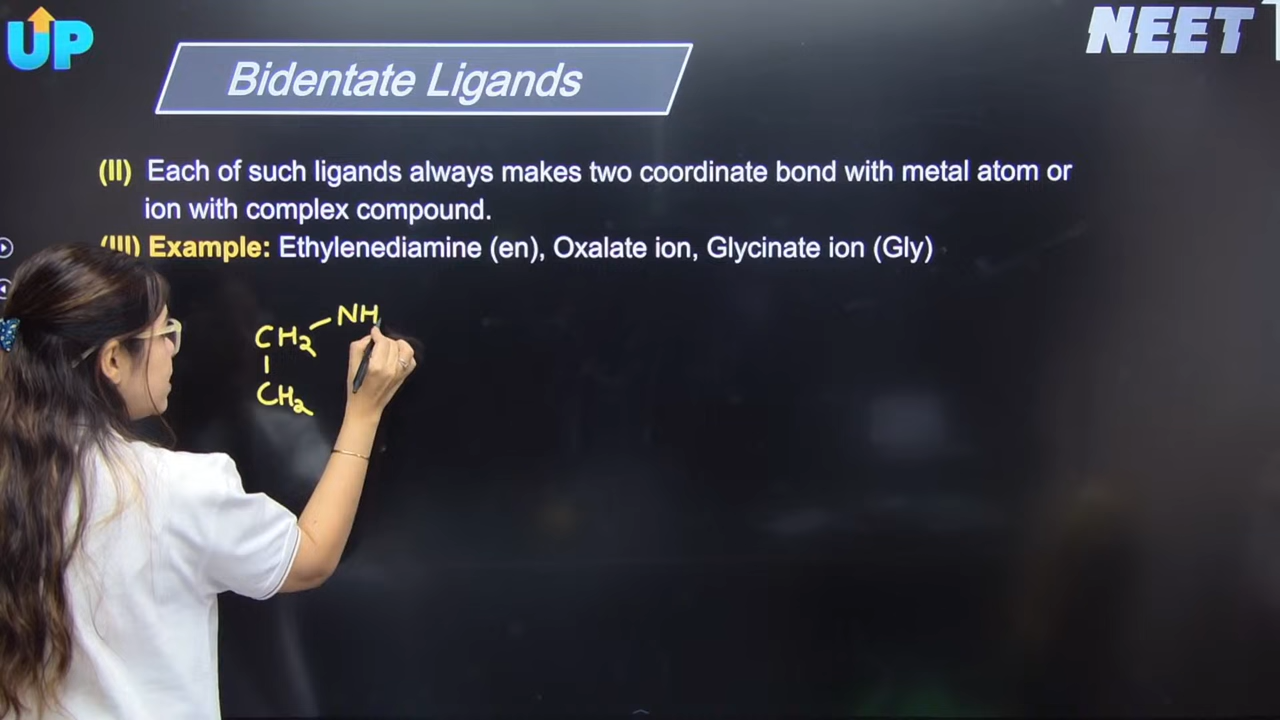 UP
NEET
Bidentate Ligands
(II) Each of such ligands always makes two coordinate bond with metal atom or
ion with complex compound.
(III) Example: Ethylenediamine (en), Oxalate ion, Glycinate ion (Gly)
CH2 - NH
CH2